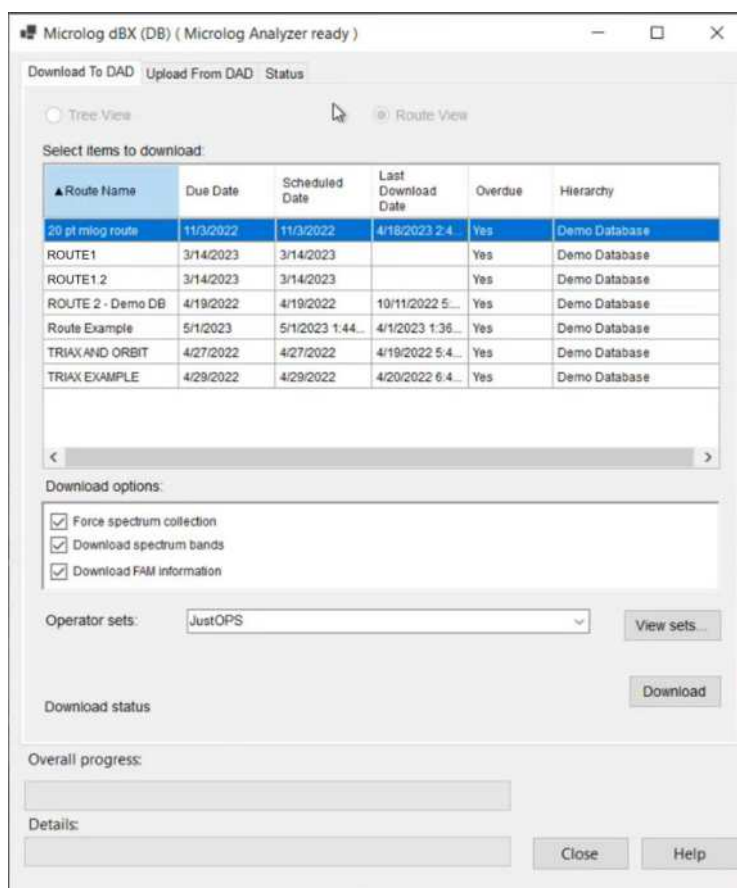 Microlog dBX (DB) ( Microlog Analyzer ready )
Download To DAD Upload From DAD Status
Tree View Route View
Select items to download:
▲Route Name Due Date Scheduled Date Last Download Date Overdue Hierarchy
20 pt mlog route 11/3/2022 11/3/2022 4/18/2023 2:4... Yes Demo Database
ROUTE1 3/14/2023 3/14/2023 Yes Demo Database
ROUTE1.2 3/14/2023 3/14/2023 Yes Demo Database
ROUTE 2 - Demo DB 4/19/2022 4/19/2022 10/11/2022 5:... Yes Demo Database
Route Example 5/1/2023 5/1/2023 1:44... 4/1/2023 1:36... Yes Demo Database
TRIAX AND ORBIT 4/27/2022 4/27/2022 4/19/2022 5:4... Yes Demo Database
TRIAX EXAMPLE 4/29/2022 4/29/2022 4/20/2022 6:4... Yes Demo Database
Download options:
Force spectrum collection
Download spectrum bands
Download FAM information
Operator sets: JustOPS View sets...
Download
Download status
Overall progress:
Details:
Close Help